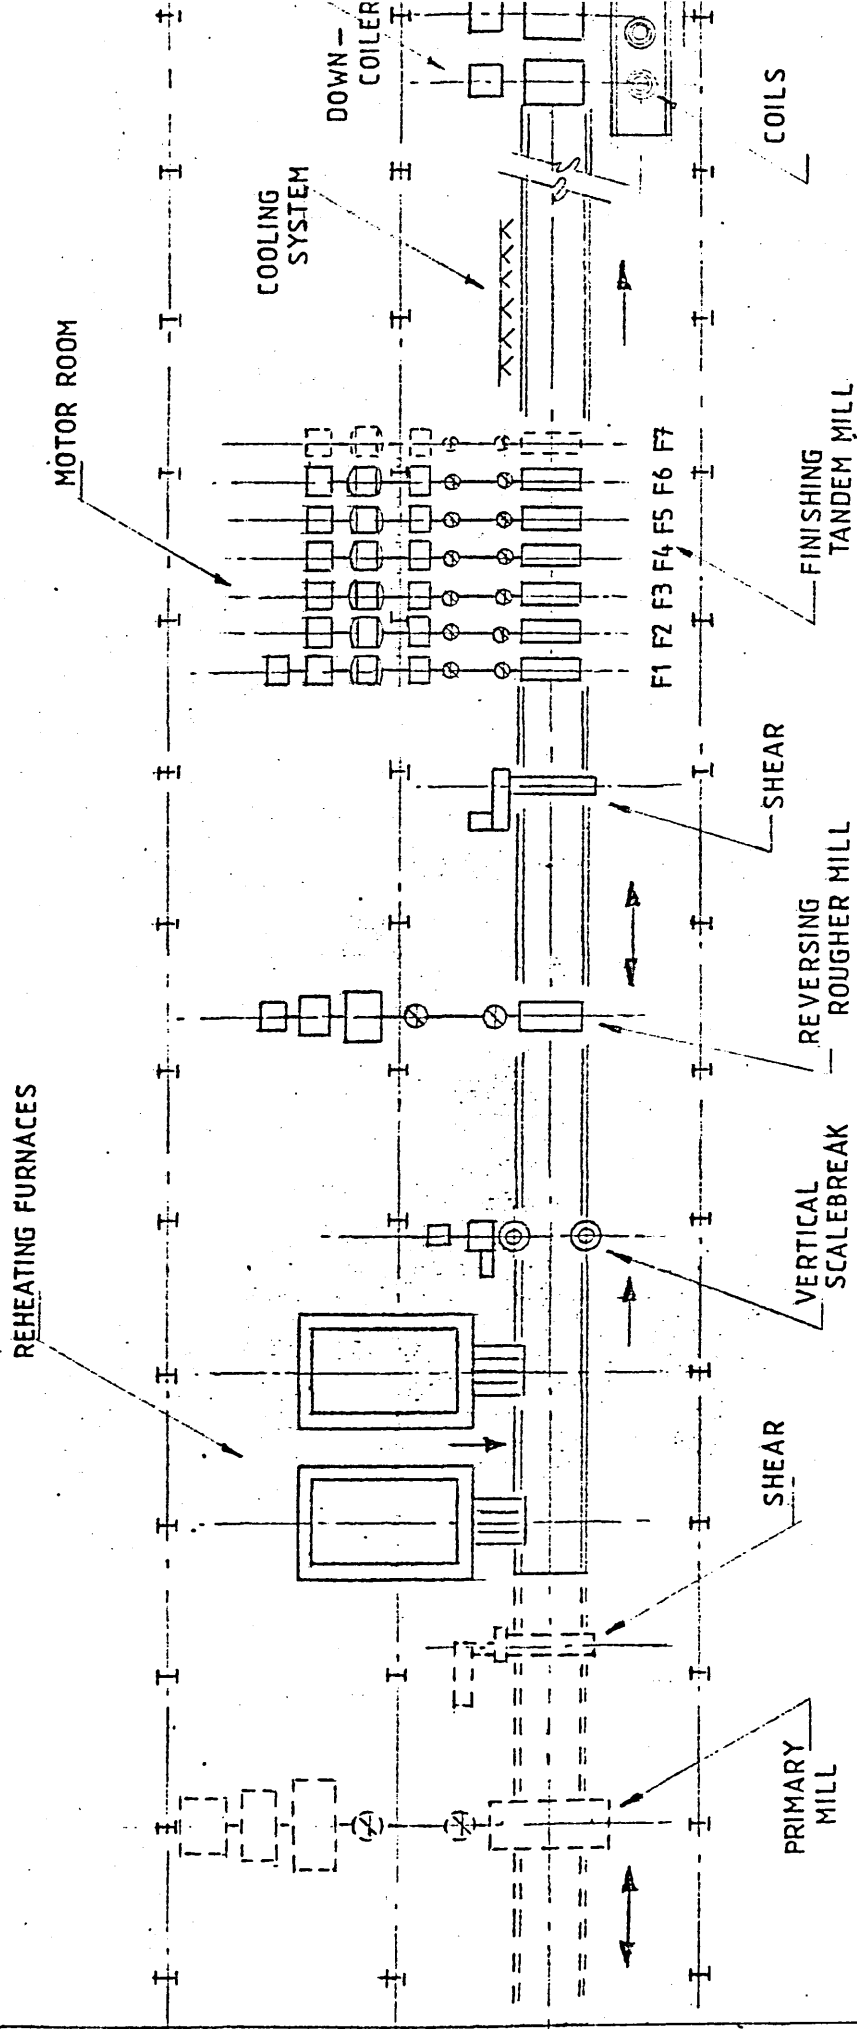 REHEATING FURNACES
MOTOR ROOM
COOLING
SYSTEM
DOWN-
COILER
F1 F2 F3 F4 F5 F6 F7
PRIMARY
MILL
SHEAR
VERTICAL
SCALEBREAK
REVERSING
ROUGHER MILL
SHEAR
FINISHING
TANDEM MILL
COILS